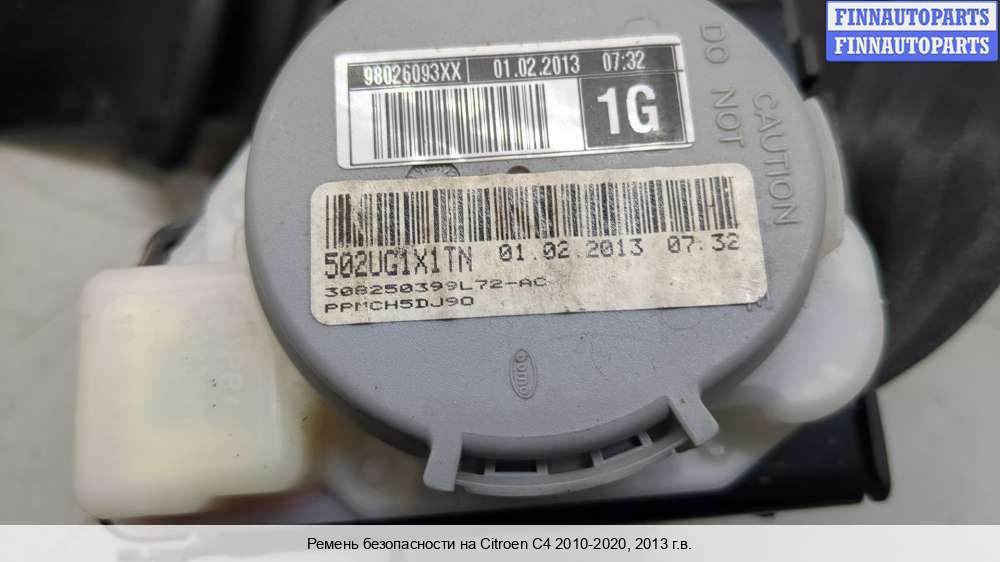 FINNAUTOPARTS
FINNAUTOPARTS
98026093XX 01.02.2013 07:32
1G
DO NOT
CAUTION
502UG1X1TN 01.02.2013 07:32
308250399L72-AC
PPMCH5DJ90
Ремень безопасности на Citroen C4 2010-2020, 2013 г.в.